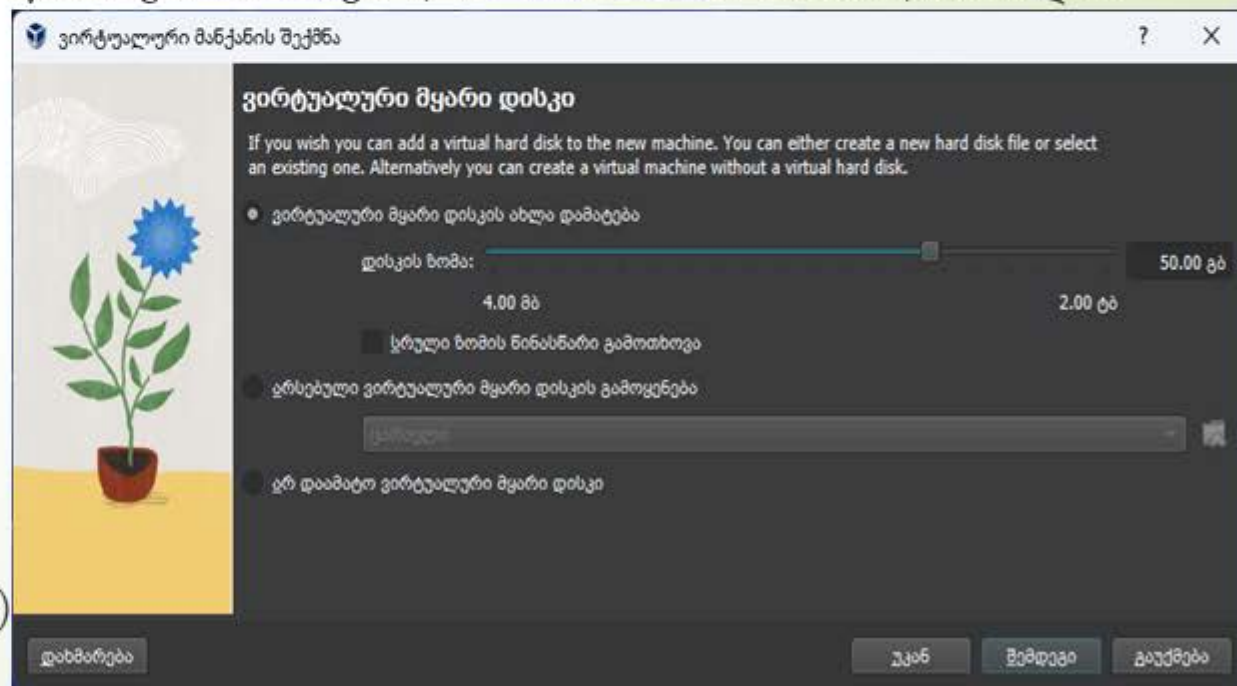 ვირტუალური მანქანის შექმნა
?
ვირტუალური მყარი დისკი
If you wish you can add a virtual hard disk to the new machine. You can either create a new hard disk file or select
an existing one. Alternatively you can create a virtual machine without a virtual hard disk.
ვირტუალური მყარი დისკის ახლა დამატება
დისკის ზომა:
50.00 გბ
4.00 მბ
2.00 ტბ
სრული ზომის წინასწარი გამოთხოვა
არსებული ვირტუალური მყარი დისკის გამოყენება
ცარიელი
არ დაამატო ვირტუალური მყარი დისკი
დახმარება
უკან
შემდეგი
გაუქმება